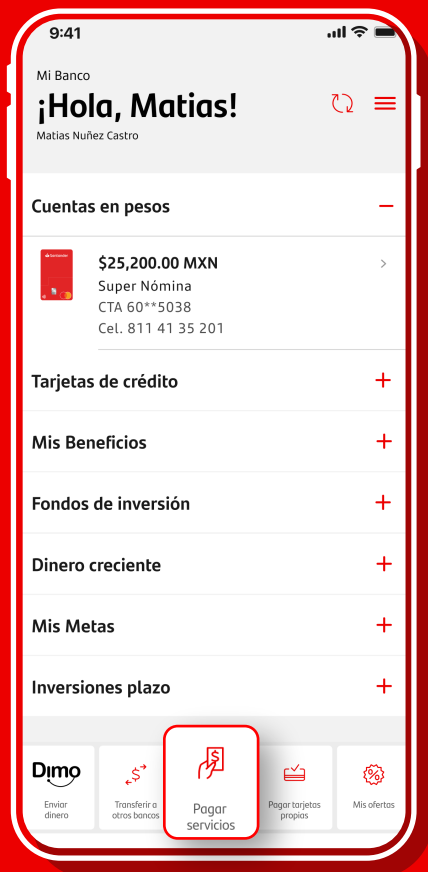 9:41
Mi Banco
¡Hola, Matias!
Matias Nuñez Castro
Cuentas en pesos
Santander
$25,200.00 MXN
Super Nómina
CTA 60**5038
Cel. 811 41 35 201
Tarjetas de crédito
Mis Beneficios
Fondos de inversión
Dinero creciente
Mis Metas
Inversiones plazo
Dimo
Enviar
dinero
Transferir a
otros bancos
Pagar
servicios
Pagar tarjetas
propias
Mis ofertas